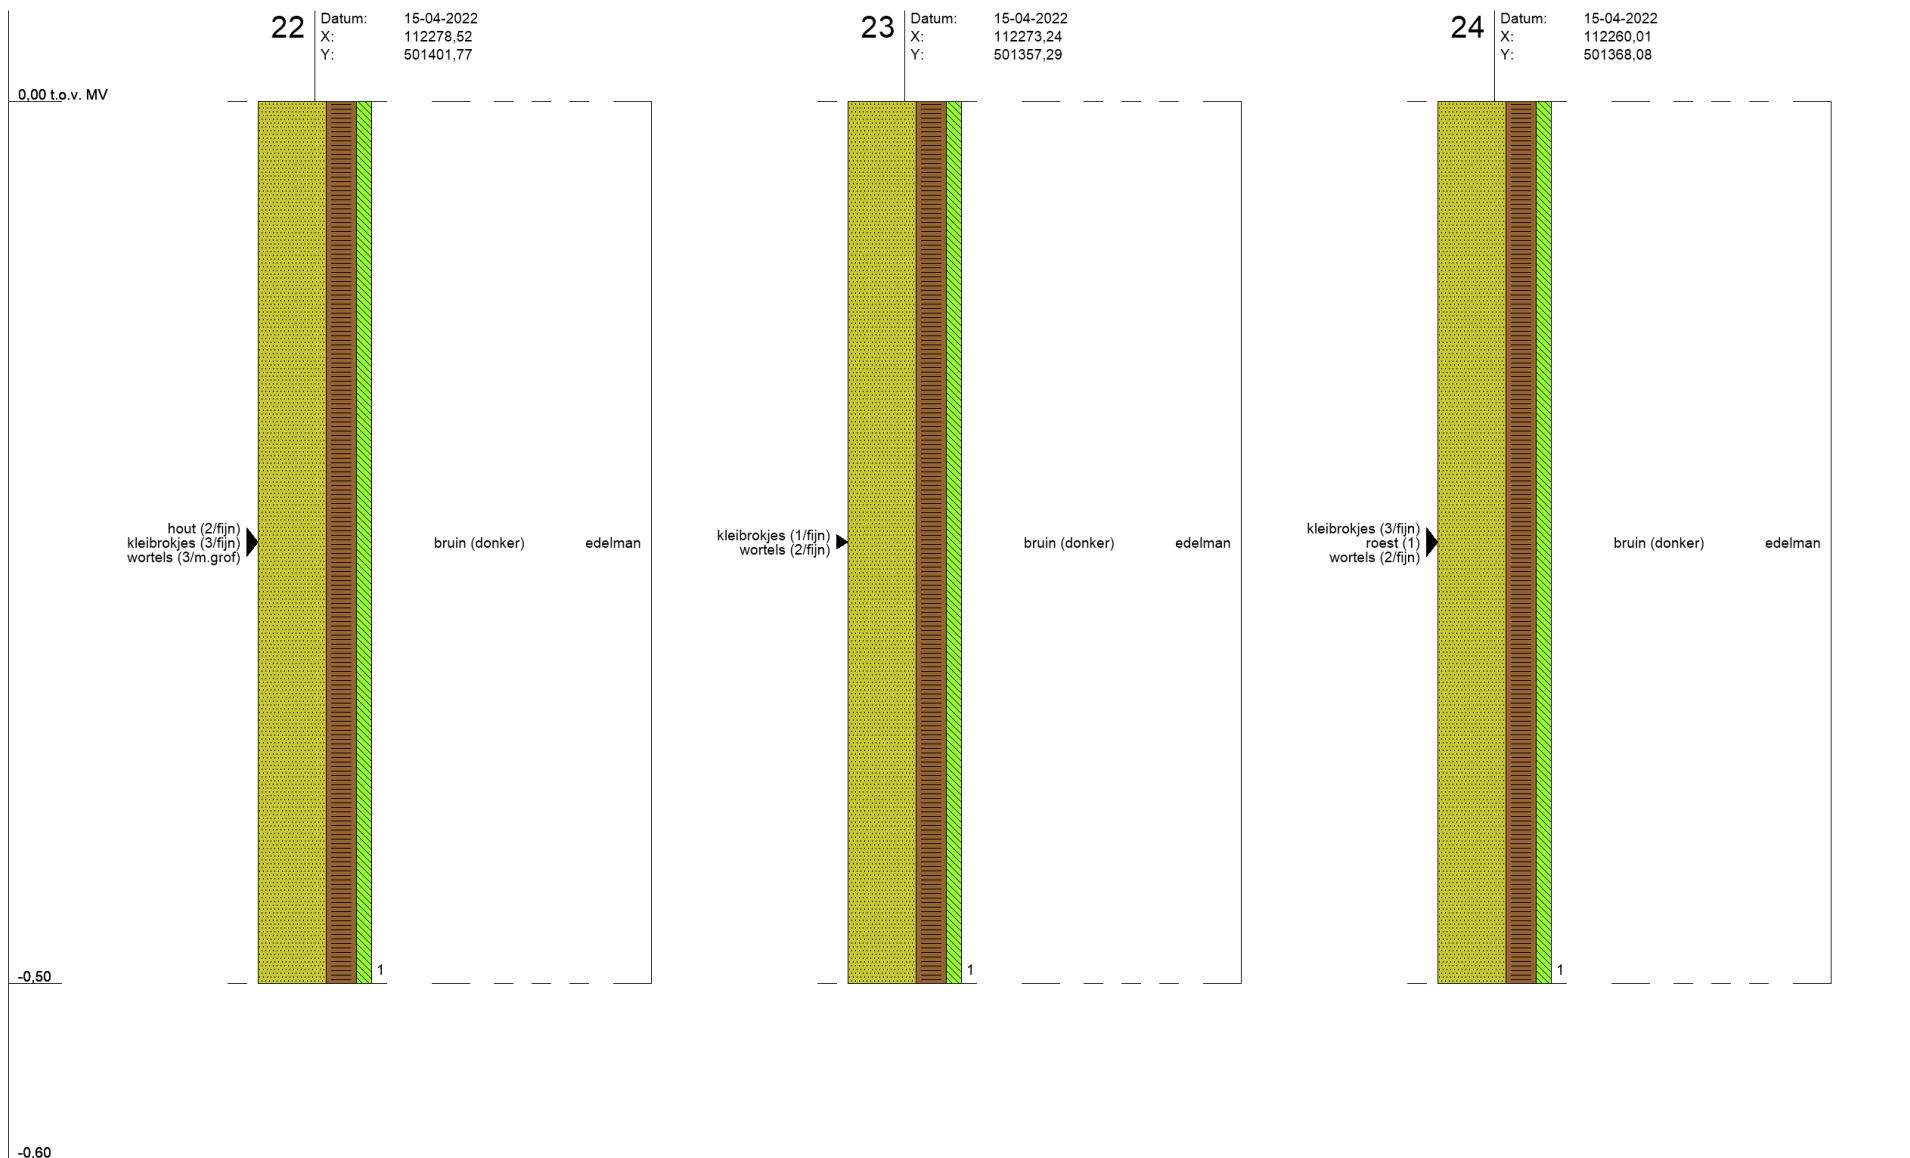 22
Datum: 15-04-2022
X: 112278,52
Y: 501401,77
23
Datum: 15-04-2022
X: 112273,24
Y: 501357,29
24
Datum: 15-04-2022
X: 112260,01
Y: 501368,08
0,00 t.o.v. MV
hout (2/fijn)
kleibrokjes (3/fijn)
wortels (3/m.grof)
bruin (donker)
edelman
1
kleibrokjes (1/fijn)
wortels (2/fijn)
bruin (donker)
edelman
1
kleibrokjes (3/fijn)
roest (1)
wortels (2/fijn)
bruin (donker)
edelman
1
-0,50
-0,60